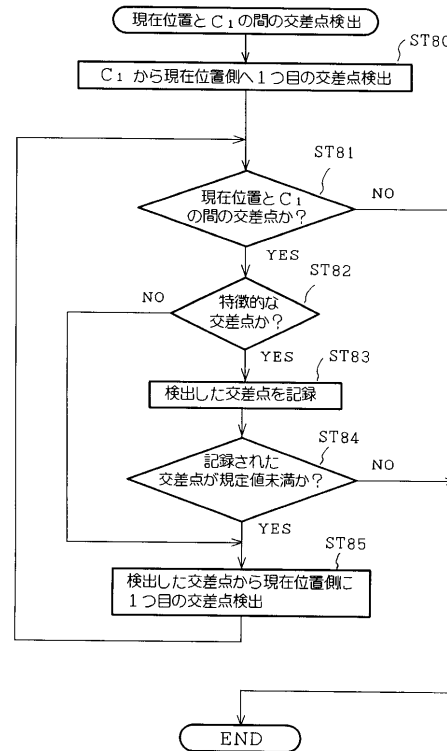 現在位置とC₁の間の交差点検出
ST80
C₁から現在位置側へ1つ目の交差点検出
ST81
現在位置とC₁
の間の交差点か?
NO
YES
ST82
NO
特徴的な
交差点か?
YES
ST83
検出した交差点を記録
ST84
記録された
交差点が規定値未満か?
NO
YES
ST85
検出した交差点から現在位置側に
1つ目の交差点検出
END